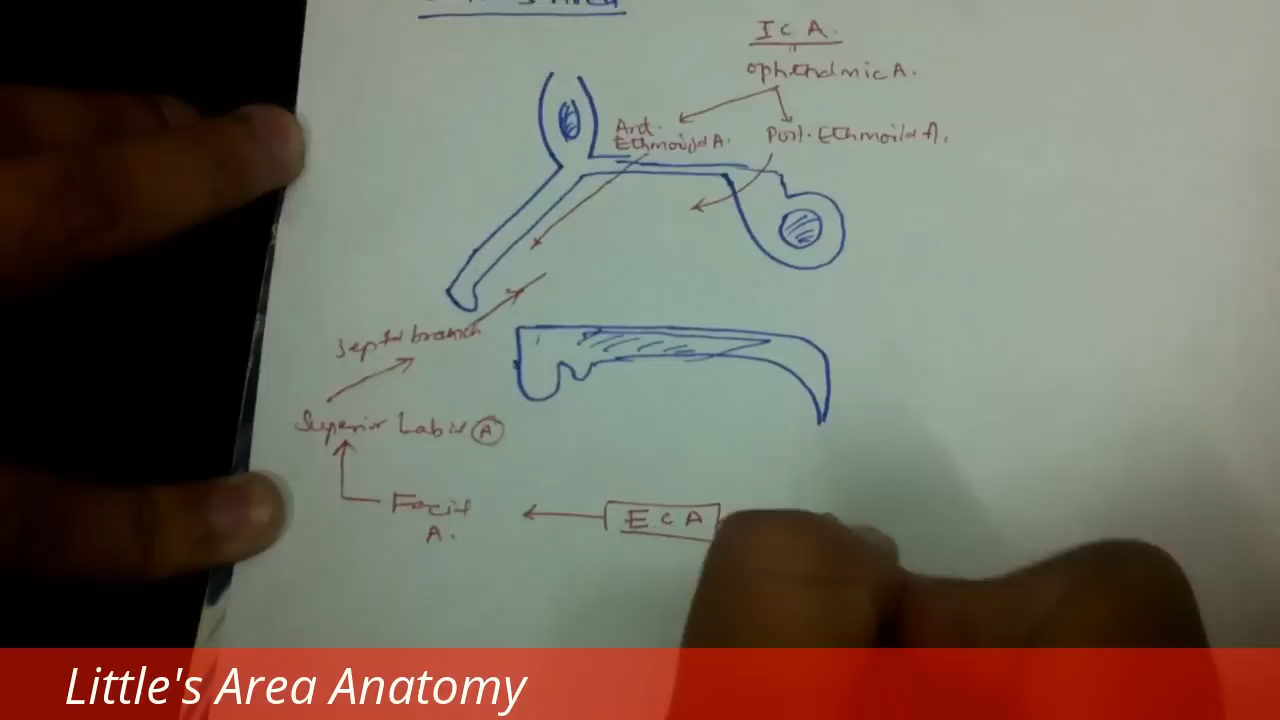 I C A.
Ophthalmic A.
Ant.
Ethmoidal A.
Post. Ethmoidal A.
Septal branch
Superior Labial A
Facial
A.
E C A
Little's Area Anatomy